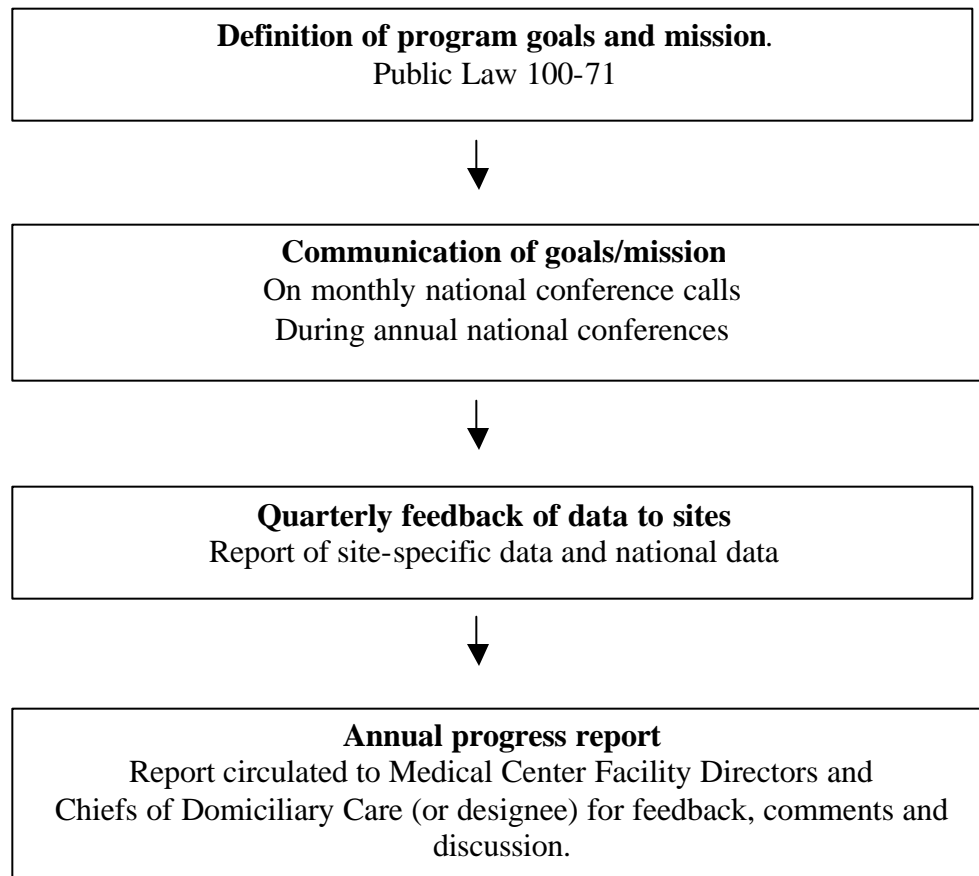 Definition of program goals and mission.
Public Law 100-71
Communication of goals/mission
On monthly national conference calls
During annual national conferences
Quarterly feedback of data to sites
Report of site-specific data and national data
Annual progress report
Report circulated to Medical Center Facility Directors and
Chiefs of Domiciliary Care (or designee) for feedback, comments and
discussion.